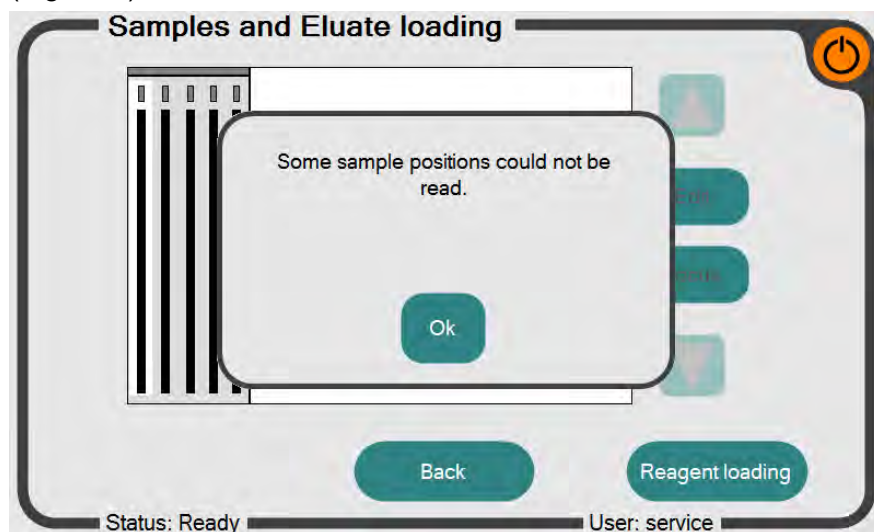 Samples and Eluate loading
Some sample positions could not be
read.
Ok
Back
Reagent loading
Status: Ready
User: service